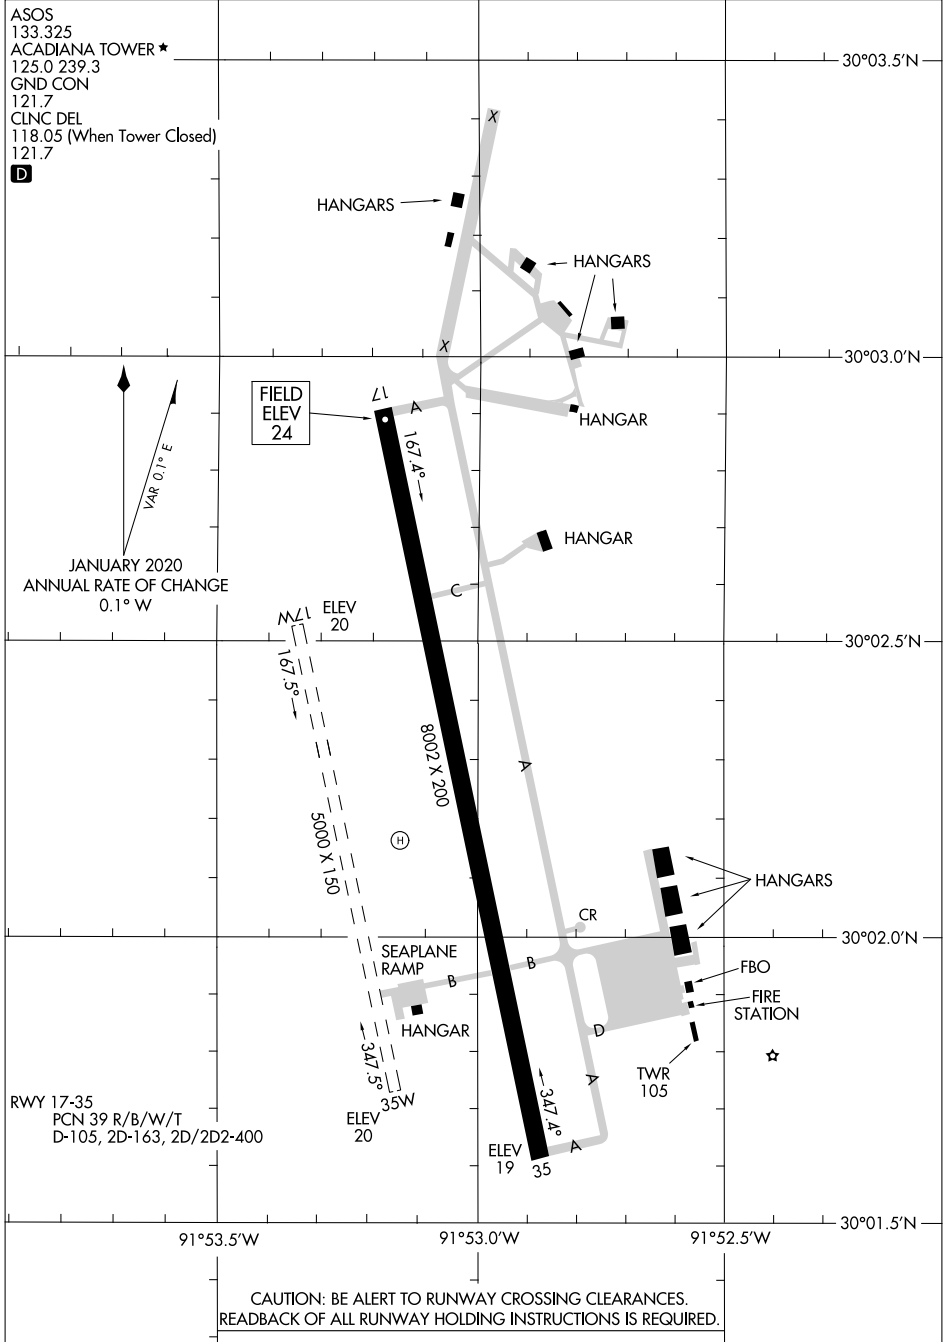 ASOS
133.325
ACADIANA TOWER ★
125.0 239.3
GND CON
121.7
CLNC DEL
118.05 (When Tower Closed)
121.7
D
30°03.5'N
X
HANGARS
HANGARS
X
30°03.0'N
FIELD
ELEV
24
17
A
HANGAR
167.4°
VAR 0.1° E
HANGAR
JANUARY 2020
ANNUAL RATE OF CHANGE
0.1° W
C
17W
ELEV
20
30°02.5'N
167.5°
8002 X 200
A
5000 X 150
H
HANGARS
CR
30°02.0'N
SEAPLANE
RAMP
B
B
FBO
FIRE
STATION
HANGAR
D
TWR
105
347.5°
A
35W
ELEV
20
347.4°
RWY 17-35
PCN 39 R/B/W/T
D-105, 2D-163, 2D/2D2-400
A
ELEV
19
35
30°01.5'N
91°53.5'W
91°53.0'W
91°52.5'W
CAUTION: BE ALERT TO RUNWAY CROSSING CLEARANCES.
READBACK OF ALL RUNWAY HOLDING INSTRUCTIONS IS REQUIRED.